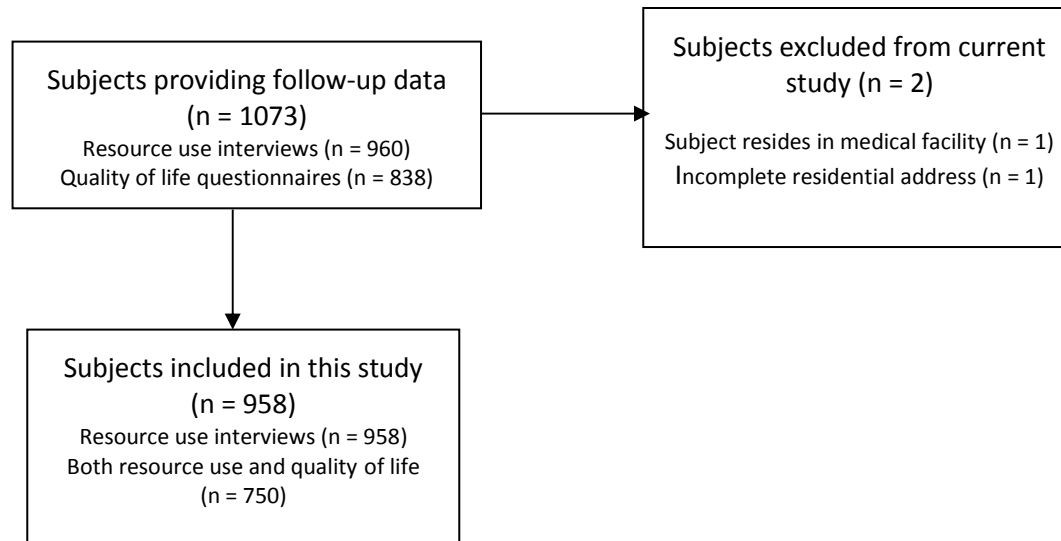 Subjects providing follow-up data
(n = 1073)
Resource use interviews (n = 960)
Quality of life questionnaires (n = 838)
Subjects excluded from current
study (n = 2)
Subject resides in medical facility (n = 1)
Incomplete residential address (n = 1)
Subjects included in this study
(n = 958)
Resource use interviews (n = 958)
Both resource use and quality of life
(n = 750)